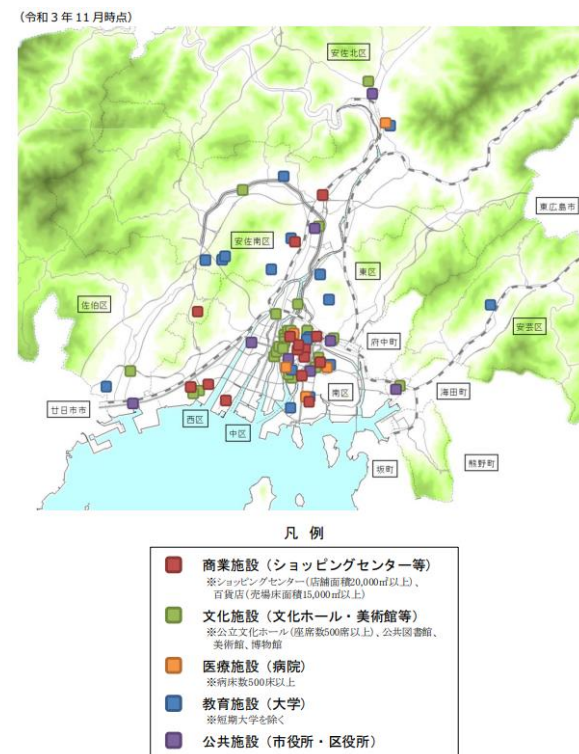 (令和3年11月時点)
安佐北区
東広島市
安佐南区
東区
佐伯区
安芸区
府中町
海田町
廿日市市
南区
西区
中区
坂町
熊野町
凡 例
商業施設(ショッピングセンター等)
※ショッピングセンター(店舗面積20,000㎡以上)、
百貨店(売場床面積15,000㎡以上)
文化施設(文化ホール・美術館等)
※公立文化ホール(座席数500席以上)、公共図書館、
美術館、博物館
医療施設(病院)
※病床数500床以上
教育施設(大学)
※短期大学を除く
公共施設(市役所・区役所)